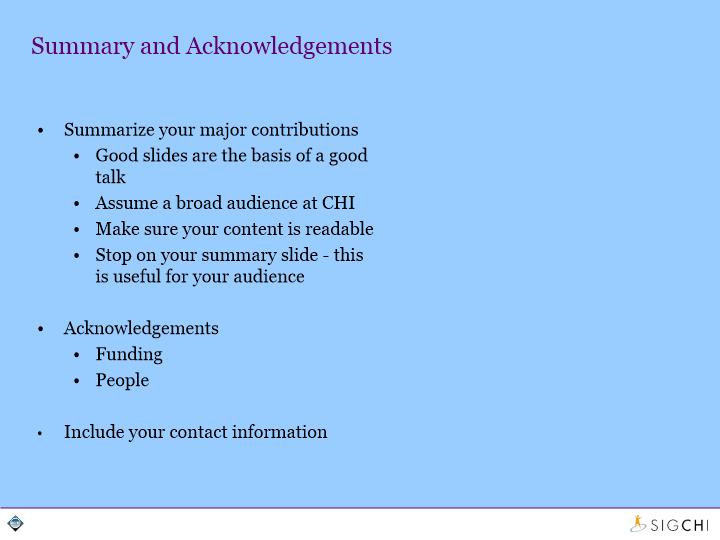 Summary and Acknowledgements
• Summarize your major contributions
• Good slides are the basis of a good
talk
• Assume a broad audience at CHI
• Make sure your content is readable
• Stop on your summary slide - this
is useful for your audience
• Acknowledgements
• Funding
• People
• Include your contact information
SIGCHI